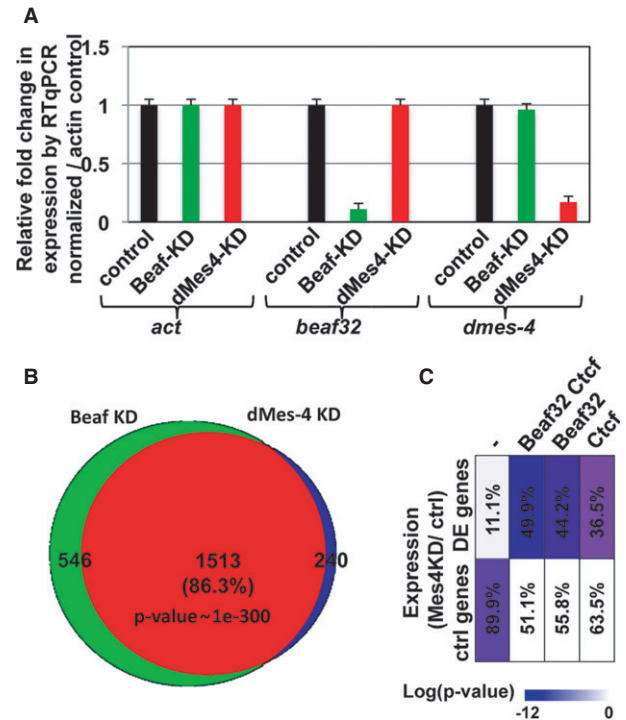 A
Relative fold change in
expression by RTqPCR
normalized / actin control
1.5
1
0.5
0
control
Beaf-KD
dMes4-KD
control
Beaf-KD
dMes4-KD
control
Beaf-KD
dMes4-KD
act
beaf32
dmes-4
B
Beaf KD
dMes-4 KD
546
1513
(86.3%)
240
p-value~1e-300
C
-
Beaf32 Ctcf
Beaf32
Ctcf
Expression
(Mes4KD/ ctrl)
DE genes
11.1%
49.9%
44.2%
36.5%
ctrl genes
89.9%
51.1%
55.8%
63.5%
Log(p-value)
-12
0